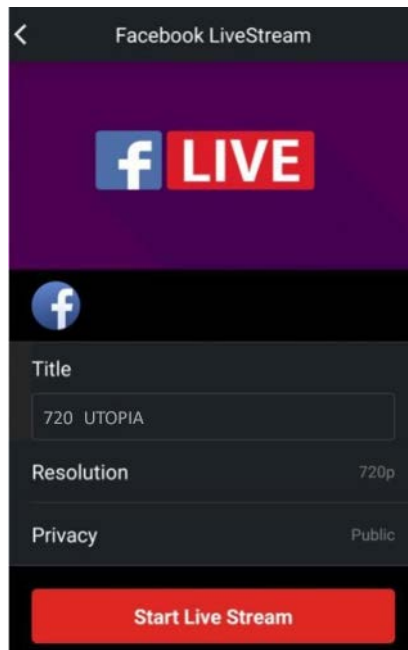 Facebook LiveStream
f LIVE
f
Title
720 UTOPIA
Resolution 720p
Privacy Public
Start Live Stream